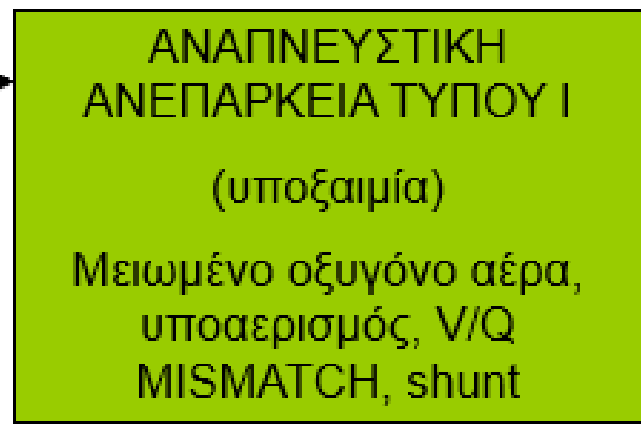 ΑΝΑΠΝΕΥΣΤΙΚΗ
ΑΝΕΠΑΡΚΕΙΑ ΤΥΠΟΥ Ι
(υποξαιμία)
Μειωμένο οξυγόνο αέρα,
υποαερισμός, V/Q
MISMATCH, shunt